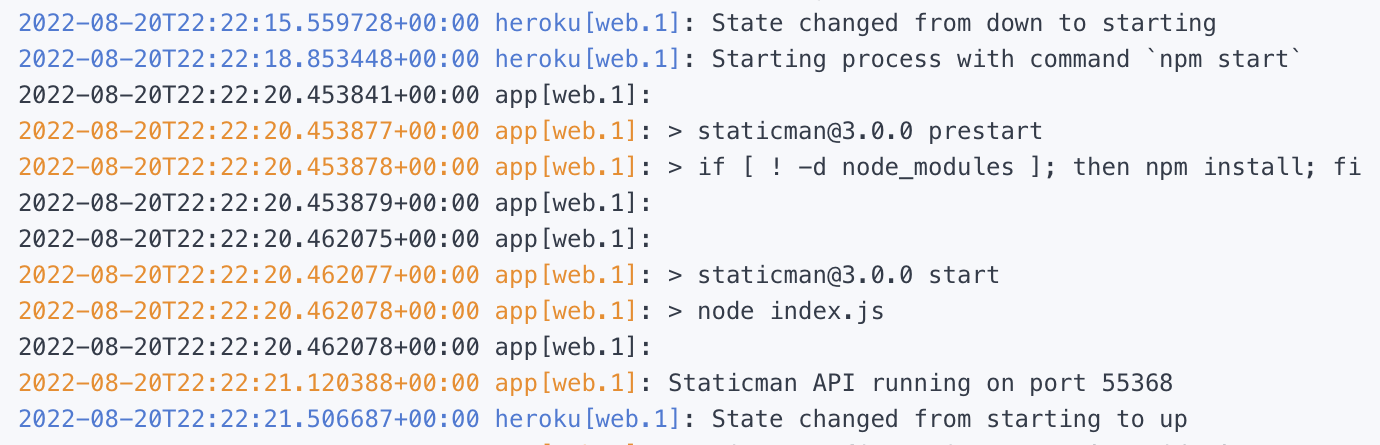 2022-08-20T22:22:15.559728+00:00 heroku[web.1]: State changed from down to starting
2022-08-20T22:22:18.853448+00:00 heroku[web.1]: Starting process with command `npm start`
2022-08-20T22:22:20.453841+00:00 app[web.1]:
2022-08-20T22:22:20.453877+00:00 app[web.1]: > staticman@3.0.0 prestart
2022-08-20T22:22:20.453878+00:00 app[web.1]: > if [ ! -d node_modules ]; then npm install; fi
2022-08-20T22:22:20.453879+00:00 app[web.1]:
2022-08-20T22:22:20.462075+00:00 app[web.1]:
2022-08-20T22:22:20.462077+00:00 app[web.1]: > staticman@3.0.0 start
2022-08-20T22:22:20.462078+00:00 app[web.1]: > node index.js
2022-08-20T22:22:20.462078+00:00 app[web.1]:
2022-08-20T22:22:21.120388+00:00 app[web.1]: Staticman API running on port 55368
2022-08-20T22:22:21.506687+00:00 heroku[web.1]: State changed from starting to up